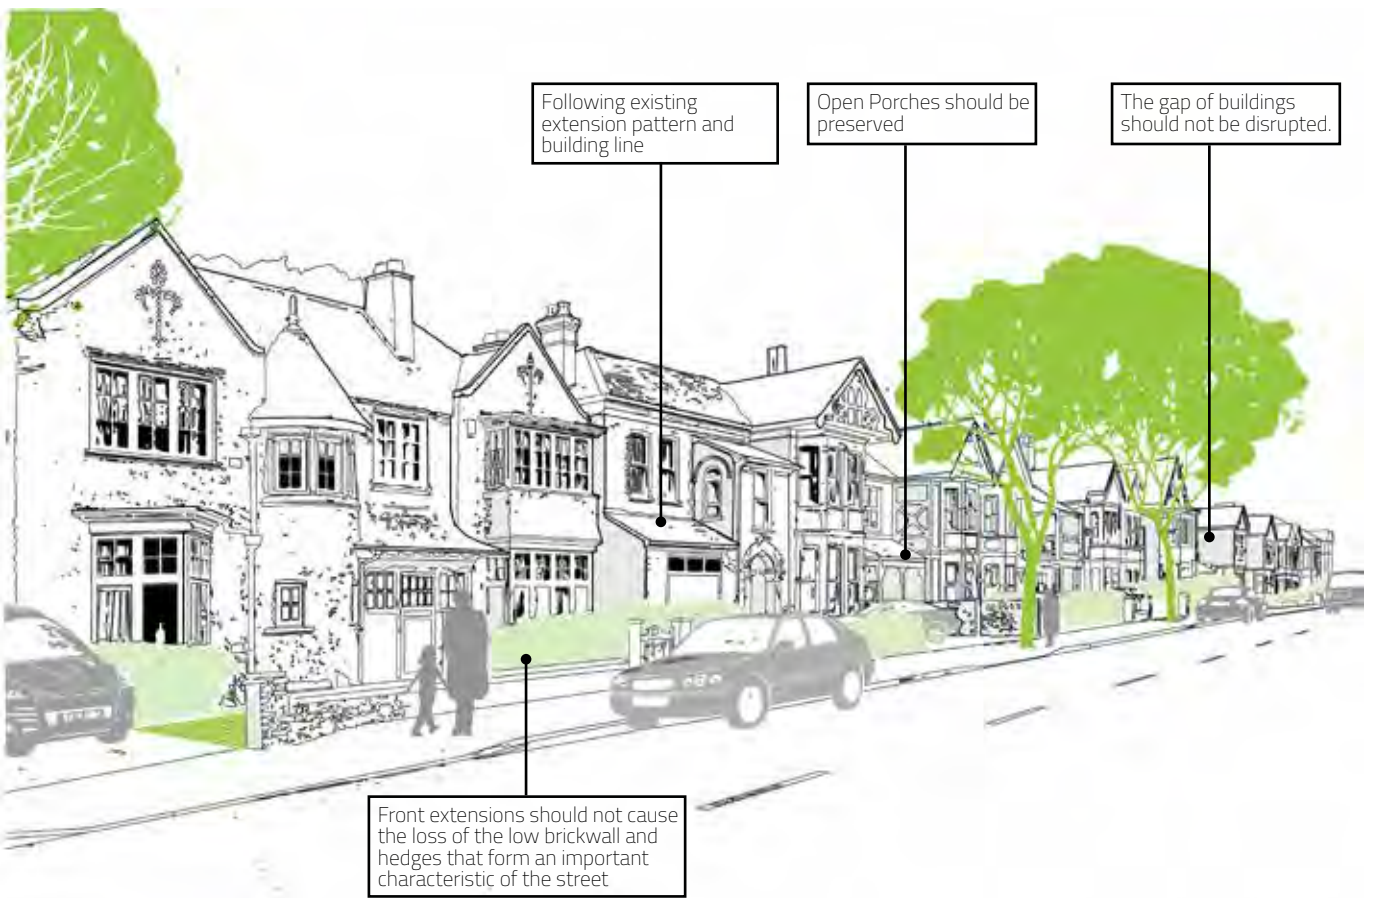 Following existing
extension pattern and
building line
Open Porches should be
preserved
The gap of buildings
should not be disrupted.
Front extensions should not cause
the loss of the low brickwall and
hedges that form an important
characteristic of the street